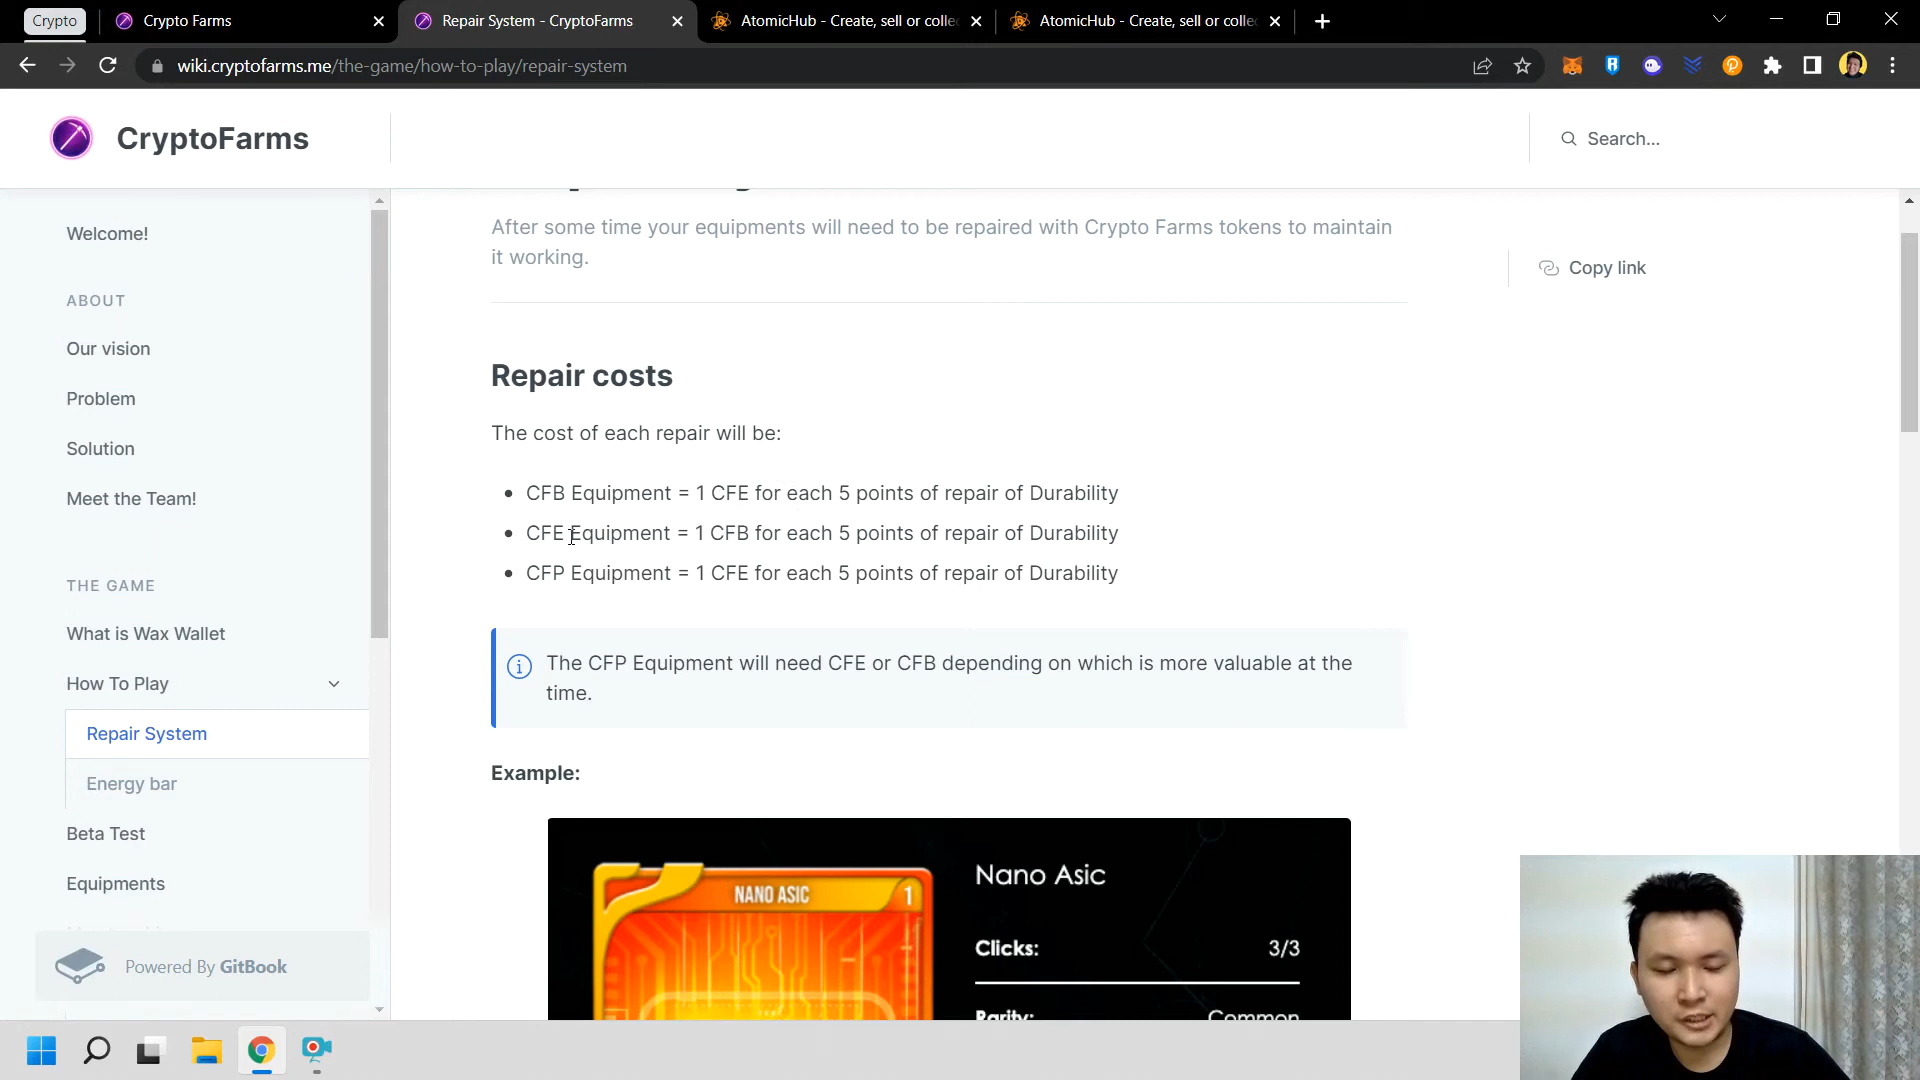 Crypto
Crypto Farms
Repair System - CryptoFarms
AtomicHub - Create, sell or colle
AtomicHub - Create, sell or colle
wiki.cryptofarms.me/the-game/how-to-play/repair-system
CryptoFarms
Search...
Welcome!
ABOUT
Our vision
Problem
Solution
Meet the Team!
THE GAME
What is Wax Wallet
How To Play
Repair System
Energy bar
Beta Test
Equipments
Powered By GitBook
After some time your equipments will need to be repaired with Crypto Farms tokens to maintain
it working.
Copy link
Repair costs
The cost of each repair will be:
• CFB Equipment = 1 CFE for each 5 points of repair of Durability
• CFE Equipment = 1 CFB for each 5 points of repair of Durability
• CFP Equipment = 1 CFE for each 5 points of repair of Durability
The CFP Equipment will need CFE or CFB depending on which is more valuable at the
time.
Example:
NANO ASIC 1
Nano Asic
Clicks: 3/3
Rarity: Common